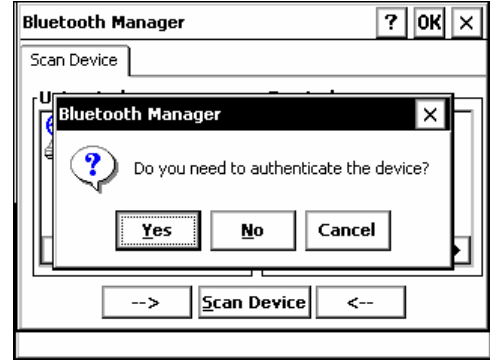 Bluetooth Manager ? OK ×
Scan Device
Bluetooth Manager ×
? Do you need to authenticate the device?
Yes No Cancel
--> Scan Device <--